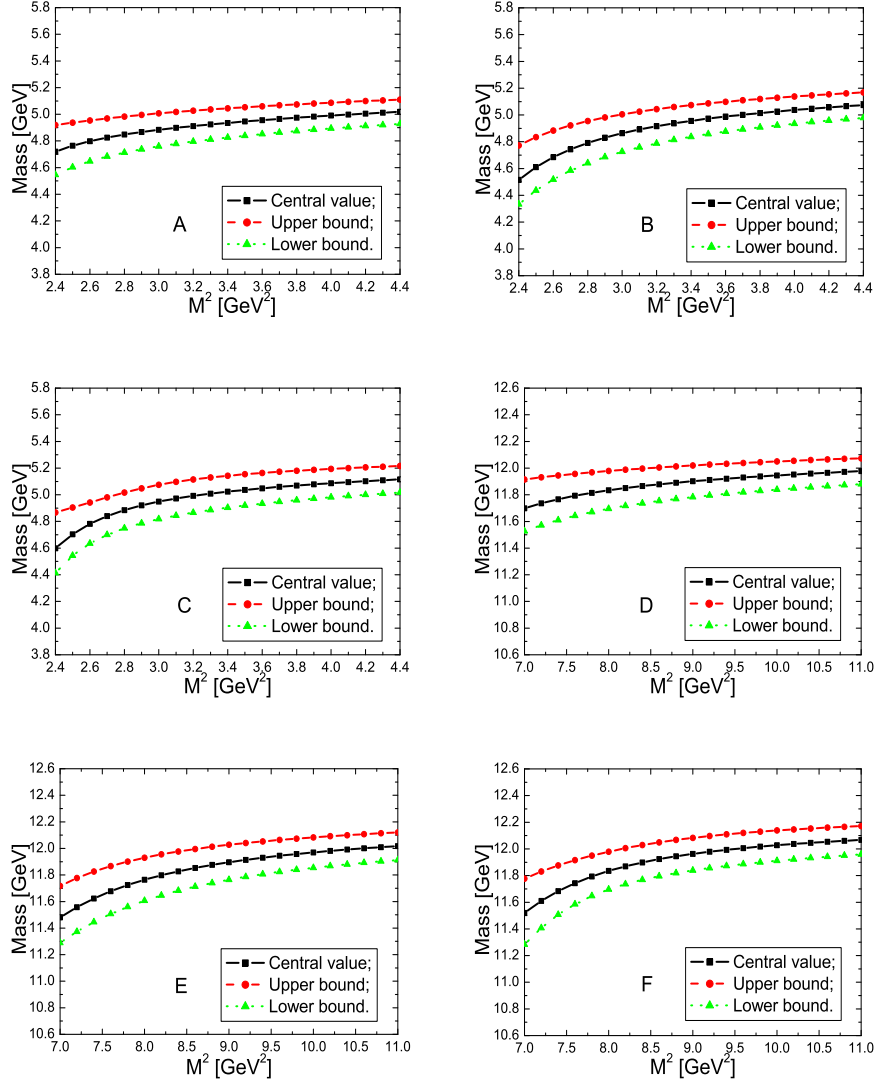 5.8
5.6
5.4
5.2
5.0
4.8
4.6
4.4
4.2
4.0
3.8
Mass [GeV]
A
Central value;
Upper bound;
Lower bound.
2.4 2.6 2.8 3.0 3.2 3.4 3.6 3.8 4.0 4.2 4.4
M² [GeV²]
5.8
5.6
5.4
5.2
5.0
4.8
4.6
4.4
4.2
4.0
3.8
Mass [GeV]
B
Central value;
Upper bound;
Lower bound.
2.4 2.6 2.8 3.0 3.2 3.4 3.6 3.8 4.0 4.2 4.4
M² [GeV²]
5.8
5.6
5.4
5.2
5.0
4.8
4.6
4.4
4.2
4.0
3.8
Mass [GeV]
C
Central value;
Upper bound;
Lower bound.
2.4 2.6 2.8 3.0 3.2 3.4 3.6 3.8 4.0 4.2 4.4
M² [GeV²]
12.6
12.4
12.2
12.0
11.8
11.6
11.4
11.2
11.0
10.8
10.6
Mass [GeV]
D
Central value;
Upper bound;
Lower bound.
7.0 7.5 8.0 8.5 9.0 9.5 10.0 10.5 11.0
M² [GeV²]
12.6
12.4
12.2
12.0
11.8
11.6
11.4
11.2
11.0
10.8
10.6
Mass [GeV]
E
Central value;
Upper bound;
Lower bound.
7.0 7.5 8.0 8.5 9.0 9.5 10.0 10.5 11.0
M² [GeV²]
12.6
12.4
12.2
12.0
11.8
11.6
11.4
11.2
11.0
10.8
10.6
Mass [GeV]
F
Central value;
Upper bound;
Lower bound.
7.0 7.5 8.0 8.5 9.0 9.5 10.0 10.5 11.0
M² [GeV²]